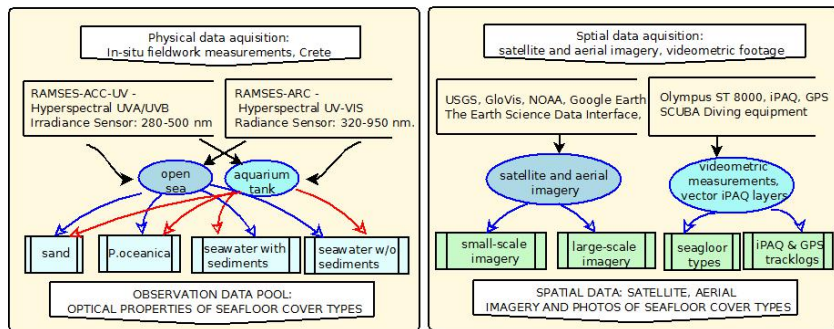 Physical data aquisition:
In-situ fieldwork measurements, Crete
RAMSES-ACC-UV -
Hyperspectral UVA/UVB
Irradiance Sensor: 280-500 nm
RAMSES-ARC -
Hyperspectral UV-VIS
Radiance Sensor: 320-950 nm.
open
sea
aquarium
tank
sand
P.oceanica
seawater with
sediments
seawater w/o
sediments
OBSERVATION DATA POOL:
OPTICAL PROPERTIES OF SEAFLOOR COVER TYPES
Sptial data aquisition:
satellite and aerial imagery, videometric footage
USGS, GloVis, NOAA, Google Earth
The Earth Science Data Interface,
Olympus ST 8000, iPAQ, GPS
SCUBA Diving equipment
satellite and aerial
imagery
videometric
measurements,
vector iPAQ layers
small-scale
imagery
large-scale
imagery
seagloor
types
iPAQ & GPS
tracklogs
SPATIAL DATA: SATELLITE, AERIAL
IMAGERY AND PHOTOS OF SEAFLOOR COVER TYPES